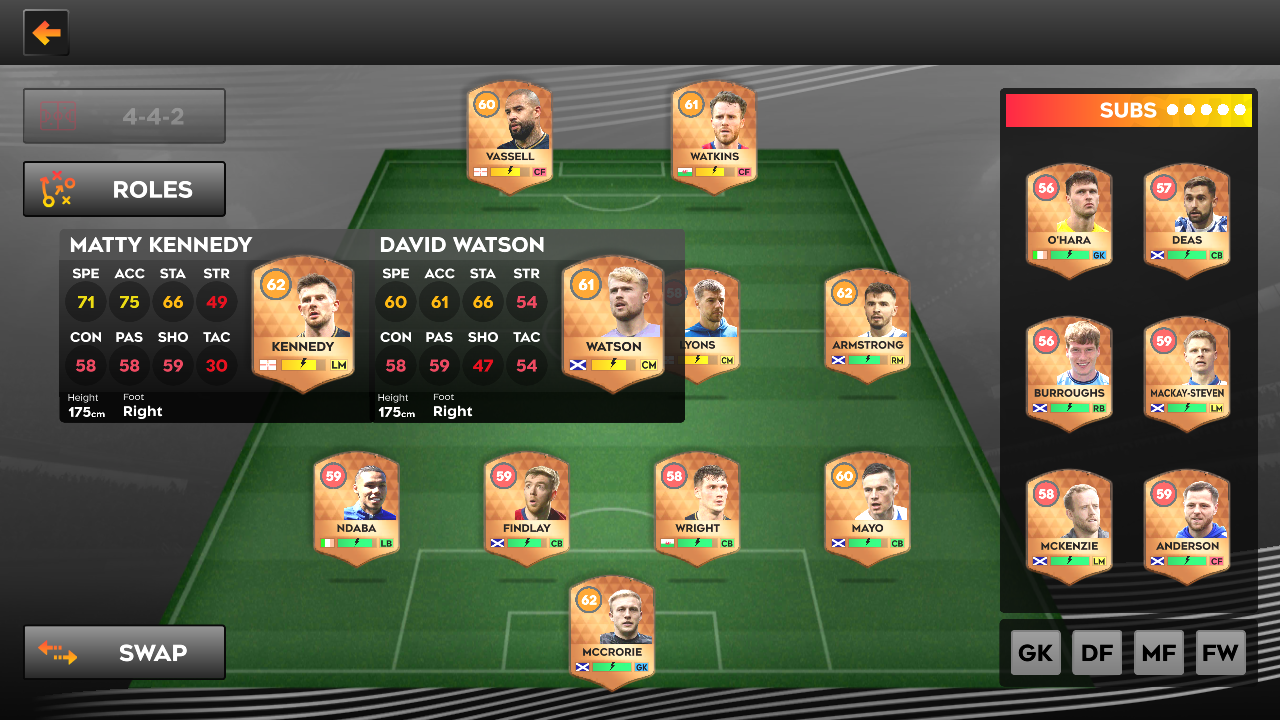 4-4-2
ROLES
60
VASSELL
CF
61
WATKINS
CF
SUBS
MATTY KENNEDY
SPE ACC STA STR
71 75 66 49
CON PAS SHO TAC
58 58 59 30
Height Foot
175cm Right
62
KENNEDY
LM
DAVID WATSON
SPE ACC STA STR
60 61 66 54
CON PAS SHO TAC
58 59 47 54
Height Foot
175cm Right
61
WATSON
CM
58
LYONS
CM
62
ARMSTRONG
RM
59
NDABA
LB
59
FINDLAY
CB
58
WRIGHT
CB
60
MAYO
CB
62
MCCRORIE
GK
56
O'HARA
GK
57
DEAS
CB
56
BURROUGHS
RB
59
MACKAY-STEVEN
LM
58
MCKENZIE
LM
59
ANDERSON
CF
SWAP
GK DF MF FW